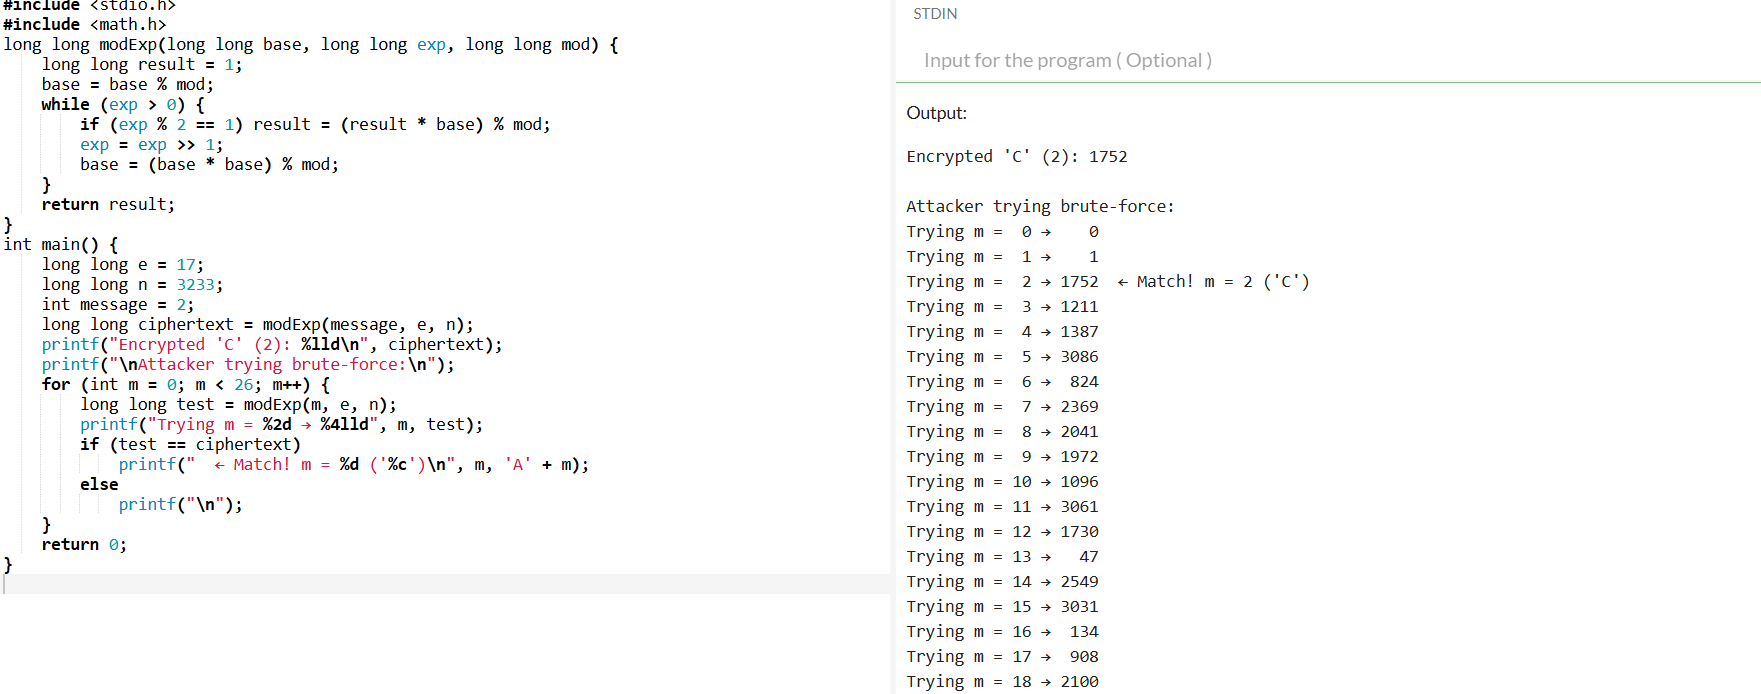 #include <stdio.h>
#include <math.h>
long long modExp(long long base, long long exp, long long mod) {
    long long result = 1;
    base = base % mod;
    while (exp > 0) {
        if (exp % 2 == 1) result = (result * base) % mod;
        exp = exp >> 1;
        base = (base * base) % mod;
    }
    return result;
}
int main() {
    long long e = 17;
    long long n = 3233;
    int message = 2;
    long long ciphertext = modExp(message, e, n);
    printf("Encrypted 'C' (2): %lld\n", ciphertext);
    printf("\nAttacker trying brute-force:\n");
    for (int m = 0; m < 26; m++) {
        long long test = modExp(m, e, n);
        printf("Trying m = %2d → %4lld", m, test);
        if (test == ciphertext)
            printf("  ← Match! m = %d ('%c')\n", m, 'A' + m);
        else
            printf("\n");
    }
    return 0;
}
STDIN
Input for the program ( Optional )
Output:
Encrypted 'C' (2): 1752
Attacker trying brute-force:
Trying m =  0 →    0
Trying m =  1 →    1
Trying m =  2 → 1752  ← Match! m = 2 ('C')
Trying m =  3 → 1211
Trying m =  4 → 1387
Trying m =  5 → 3086
Trying m =  6 →  824
Trying m =  7 → 2369
Trying m =  8 → 2041
Trying m =  9 → 1972
Trying m = 10 → 1096
Trying m = 11 → 3061
Trying m = 12 → 1730
Trying m = 13 →   47
Trying m = 14 → 2549
Trying m = 15 → 3031
Trying m = 16 →  134
Trying m = 17 →  908
Trying m = 18 → 2100